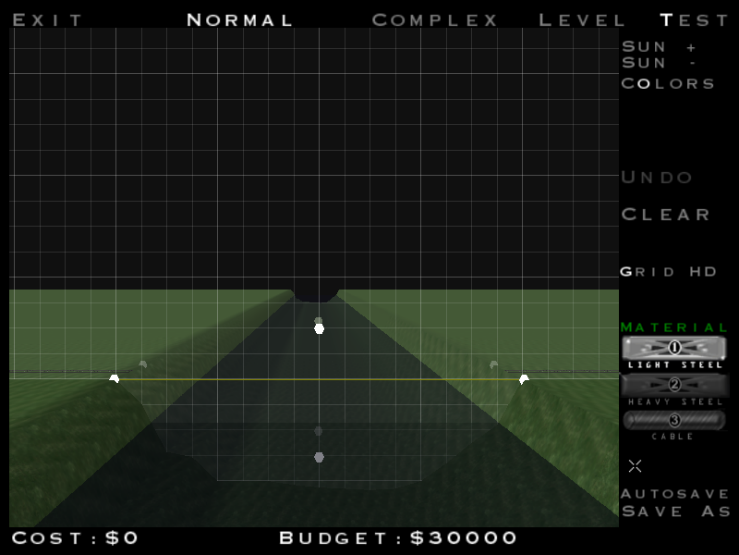 EXIT NORMAL COMPLEX LEVEL TEST
SUN +
SUN -
COLORS
UNDO
CLEAR
GRID HD
MATERIAL
1
LIGHT STEEL
2
HEAVY STEEL
3
CABLE
AUTOSAVE
SAVE AS
COST:$0 BUDGET:$30000